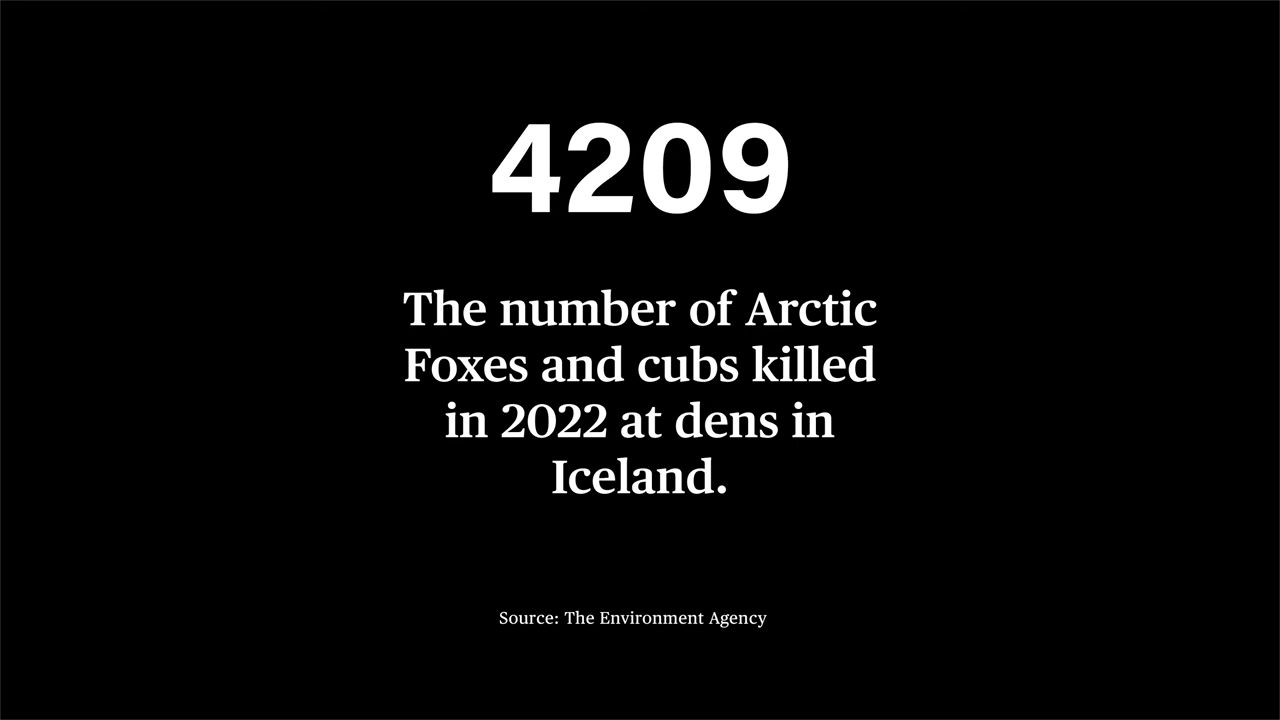 4209
The number of Arctic
Foxes and cubs killed
in 2022 at dens in
Iceland.
Source: The Environment Agency